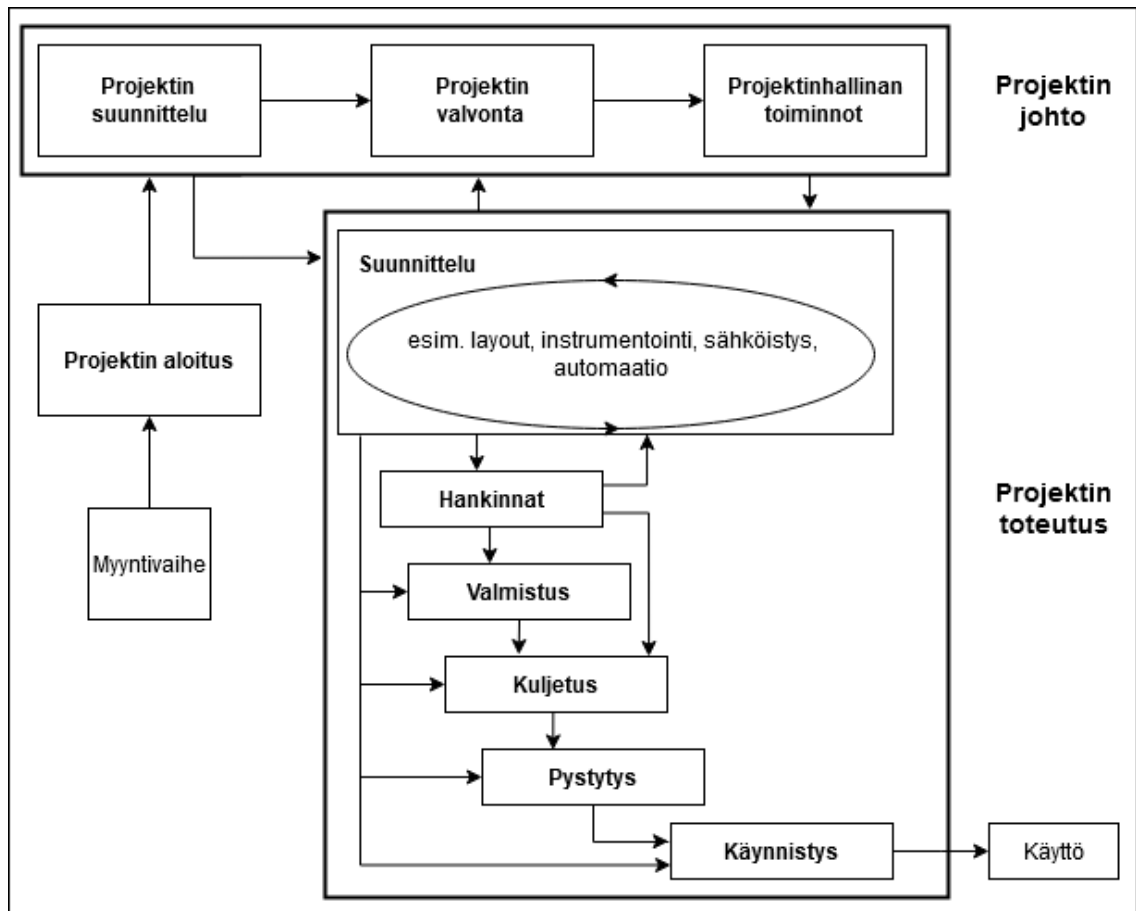 Projektin
suunnittelu
Projektin
valvonta
Projektinhallinan
toiminnot
Projektin
johto
Suunnittelu
esim. layout, instrumentointi, sähköistys,
automaatio
Projektin aloitus
Hankinnat
Projektin
toteutus
Myyntivaihe
Valmistus
Kuljetus
Pystytys
Käynnistys
Käyttö